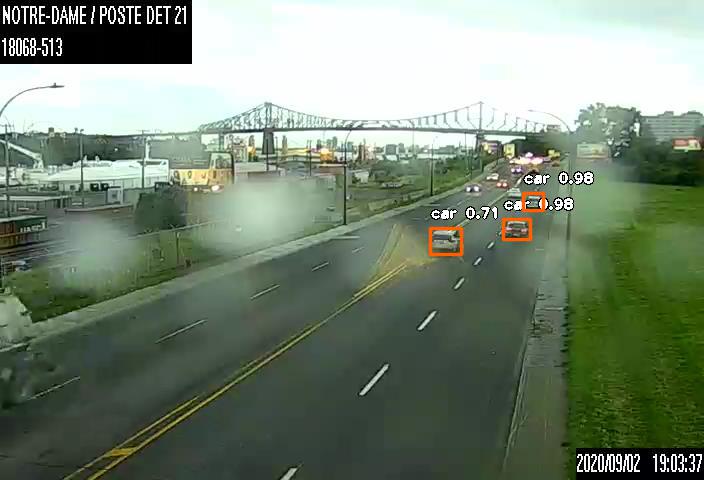 NOTRE-DAME / POSTE DET 21
18068-513
car 0.98
car 0.71
car 0.98
2020/09/02 19:03:37